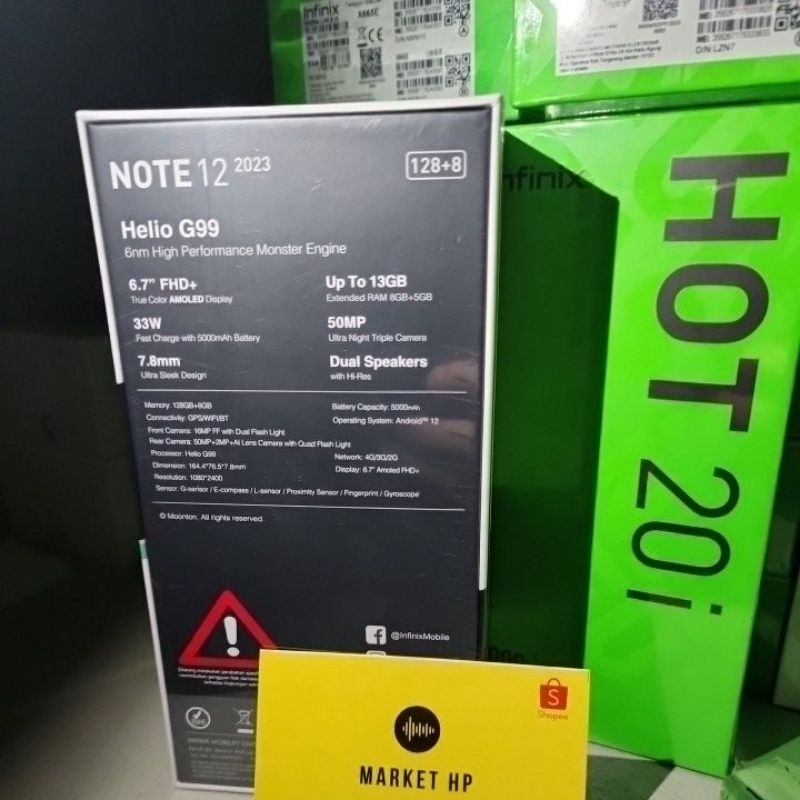 Infinix
X665E
D/N:LZN7
NOTE 12 2023
128+8
Helio G99
6nm High Performance Monster Engine
6.7" FHD+
True Color AMOLED Display
Up To 13GB
Extended RAM 8GB+5GB
33W
Fast Charge with 5000mAh Battery
50MP
Ultra Night Triple Camera
7.8mm
Ultra Sleek Design
Dual Speakers
with Hi-Res
Memory: 128GB+8GB
Connectivity: GPS/WIFI/BT
Front Camera: 16MP FF with Dual Flash Light
Rear Camera: 50MP+2MP+AI Lens Camera with Quad Flash Light
Processor: Helio G99
Dimension: 164.4*76.5*7.8mm
Resolution: 1080*2400
Battery Capacity: 5000mAh
Operating System: Android™ 12
Network: 4G/3G/2G
Display: 6.7" Amoled FHD+
Sensor: G-sensor / E-compass / L-sensor / Proximity Sensor / Fingerprint / Gyroscope
© Moonton. All rights reserved.
@InfinixMobile
INFINIX MOBILITY LIMI
nfinix
HOT 20i
Shopee
MARKET HP